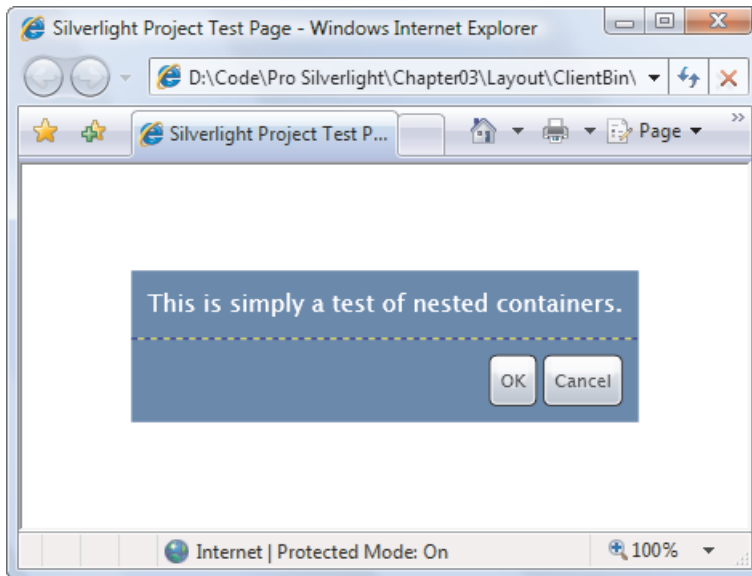 Silverlight Project Test Page - Windows Internet Explorer
D:\Code\Pro Silverlight\Chapter03\Layout\ClientBin\
Silverlight Project Test P...
Page
This is simply a test of nested containers.
OK
Cancel
Internet | Protected Mode: On
100%